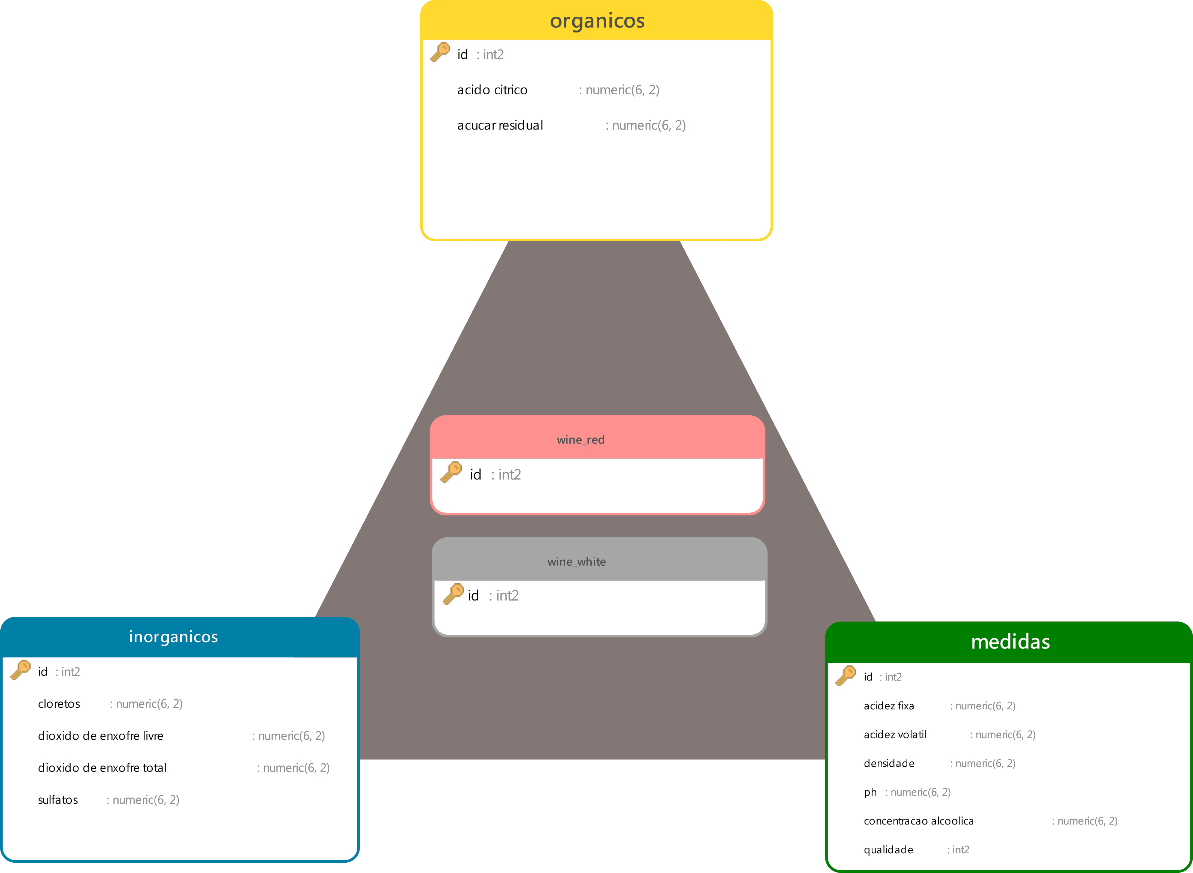 organicos
id : int2
acido citrico : numeric(6, 2)
acucar residual : numeric(6, 2)
wine_red
id : int2
wine_white
id : int2
inorganicos
id : int2
cloretos : numeric(6, 2)
dioxido de enxofre livre : numeric(6, 2)
dioxido de enxofre total : numeric(6, 2)
sulfatos : numeric(6, 2)
medidas
id : int2
acidez fixa : numeric(6, 2)
acidez volatil : numeric(6, 2)
densidade : numeric(6, 2)
ph : numeric(6, 2)
concentracao alcoolica : numeric(6, 2)
qualidade : int2